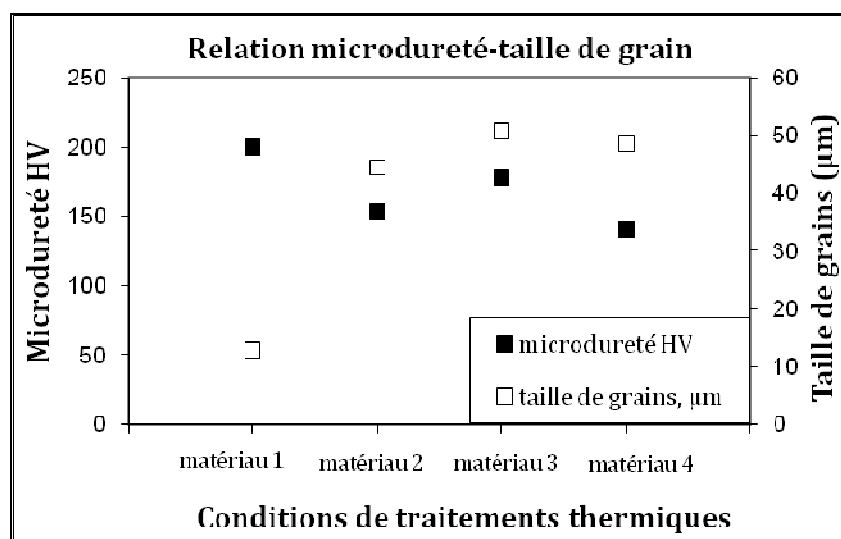 Relation microdureté-taille de grain
Microdureté HV
250
200
150
100
50
0
60
50
40
30
20
10
0
Taille de grains (µm)
microdureté HV
taille de grains, µm
matériau 1 matériau 2 matériau 3 matériau 4
Conditions de traitements thermiques